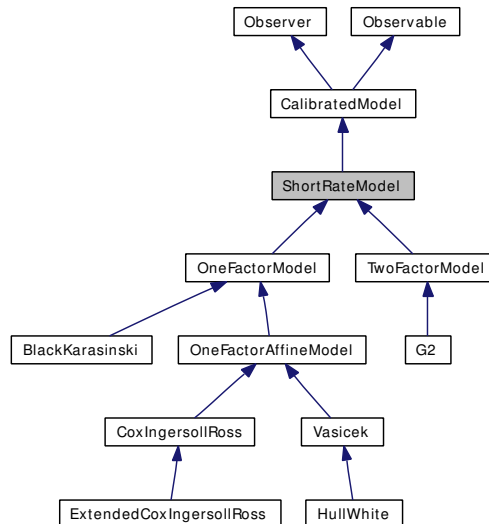 Observer
Observable
CalibratedModel
ShortRateModel
OneFactorModel
TwoFactorModel
BlackKarasinski
OneFactorAffineModel
G2
CoxIngersollRoss
Vasicek
ExtendedCoxIngersollRoss
HullWhite